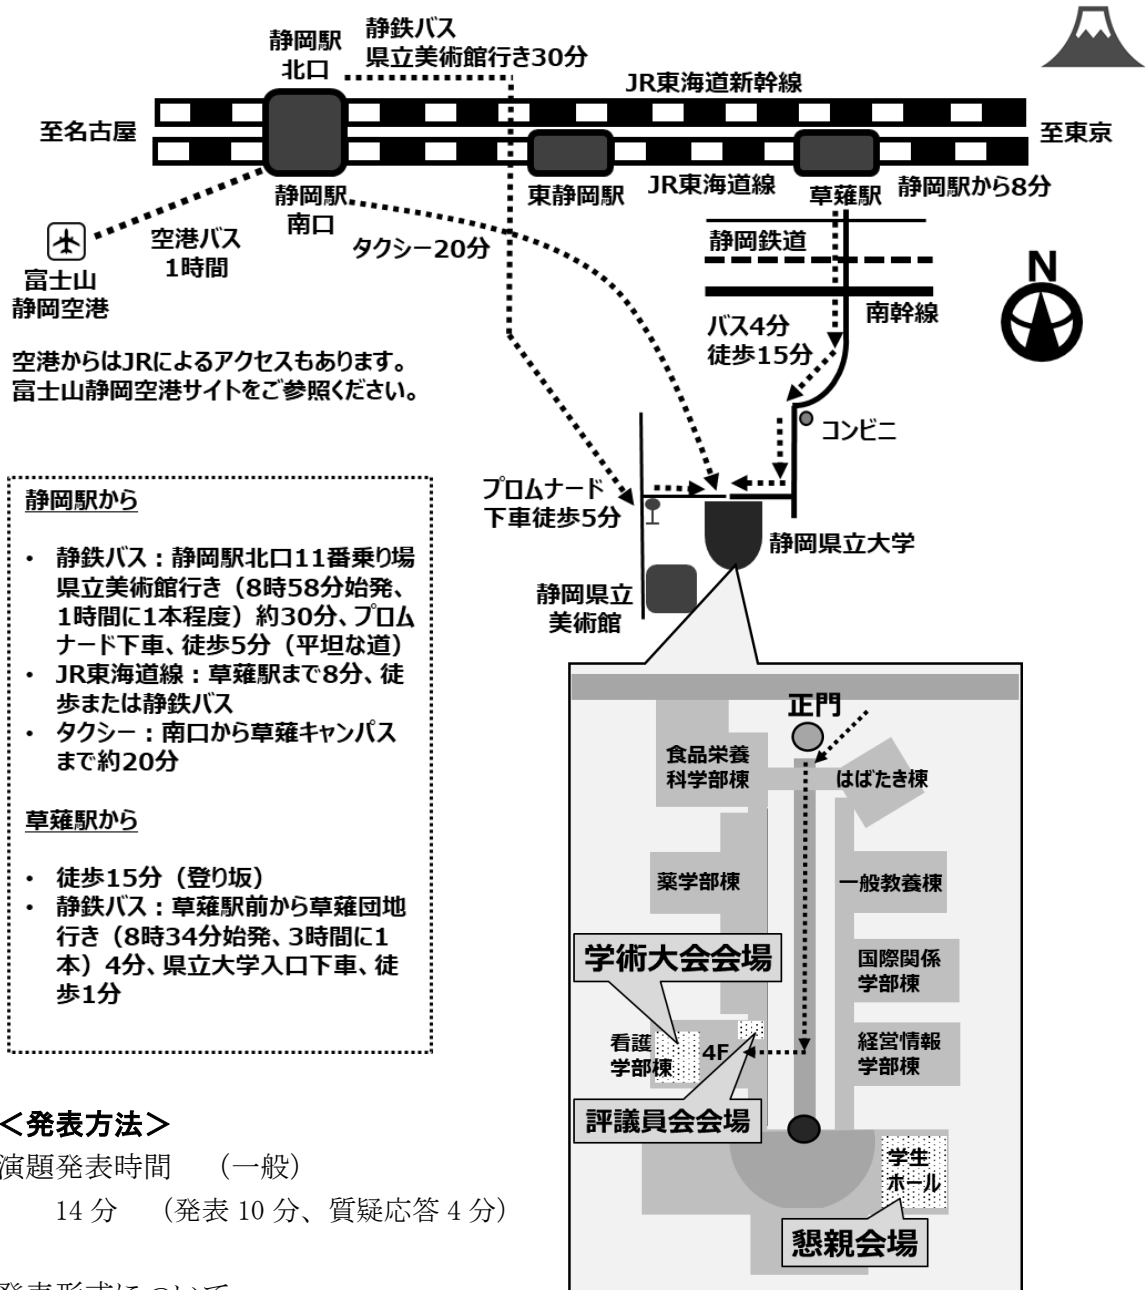 静岡駅
北口
静鉄バス
県立美術館行き30分
JR東海道新幹線
至名古屋
至東京
静岡駅
南口
東静岡駅
JR東海道線
草薙駅
静岡駅から8分
空港バス
1時間
タクシー20分
静岡鉄道
富士山
静岡空港
N
南幹線
バス4分
徒歩15分
空港からはJRによるアクセスもあります。
富士山静岡空港サイトをご参照ください。
コンビニ
プロムナード
下車徒歩5分
静岡県立大学
静岡県立
美術館
静岡駅から
・ 静鉄バス：静岡駅北口11番乗り場
県立美術館行き（8時58分始発、
1時間に1本程度）約30分、プロム
ナード下車、徒歩5分（平坦な道）
・ JR東海道線：草薙駅まで8分、徒
歩または静鉄バス
・ タクシー：南口から草薙キャンパス
まで約20分
草薙駅から
・ 徒歩15分（登り坂）
・ 静鉄バス：草薙駅前から草薙団地
行き（8時34分始発、3時間に1
本）4分、県立大学入口下車、徒
歩1分
正門
食品栄養
科学部棟
はばたき棟
薬学部棟
一般教養棟
学術大会会場
国際関係
学部棟
看護
学部棟
4F
経営情報
学部棟
評議員会会場
学生
ホール
懇親会場
＜発表方法＞
演題発表時間　（一般）
14分　（発表10分、質疑応答4分）
発表形式について